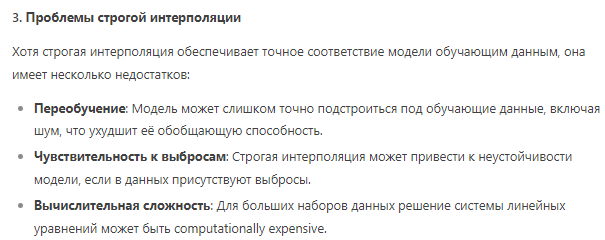 3. Проблемы строгой интерполяции
Хотя строгая интерполяция обеспечивает точное соответствие модели обучающим данным, она
имеет несколько недостатков:
• Переобучение: Модель может слишком точно подстроиться под обучающие данные, включая
шум, что ухудшит её обобщающую способность.
• Чувствительность к выбросам: Строгая интерполяция может привести к неустойчивости
модели, если в данных присутствуют выбросы.
• Вычислительная сложность: Для больших наборов данных решение системы линейных
уравнений может быть computationally expensive.